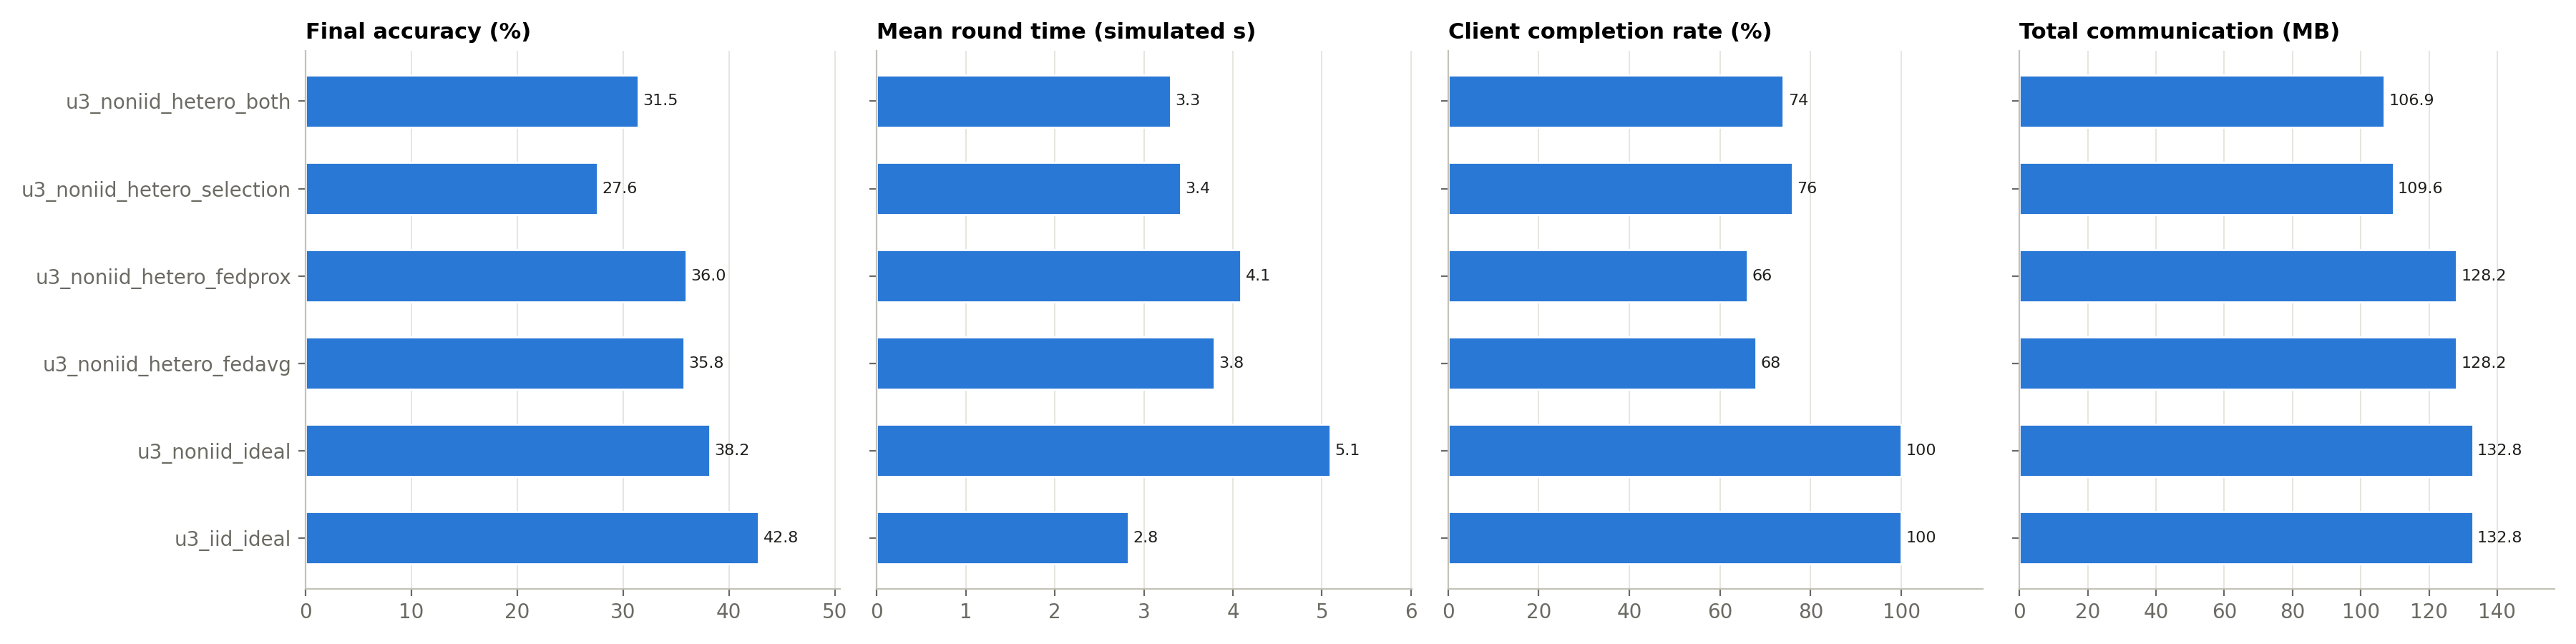 Final accuracy (%)
Mean round time (simulated s)
Client completion rate (%)
Total communication (MB)
u3_noniid_hetero_both 31.5 3.3 74 106.9
u3_noniid_hetero_selection 27.6 3.4 76 109.6
u3_noniid_hetero_fedprox 36.0 4.1 66 128.2
u3_noniid_hetero_fedavg 35.8 3.8 68 128.2
u3_noniid_ideal 38.2 5.1 100 132.8
u3_iid_ideal 42.8 2.8 100 132.8
0 10 20 30 40 50
0 1 2 3 4 5 6
0 20 40 60 80 100
0 20 40 60 80 100 120 140